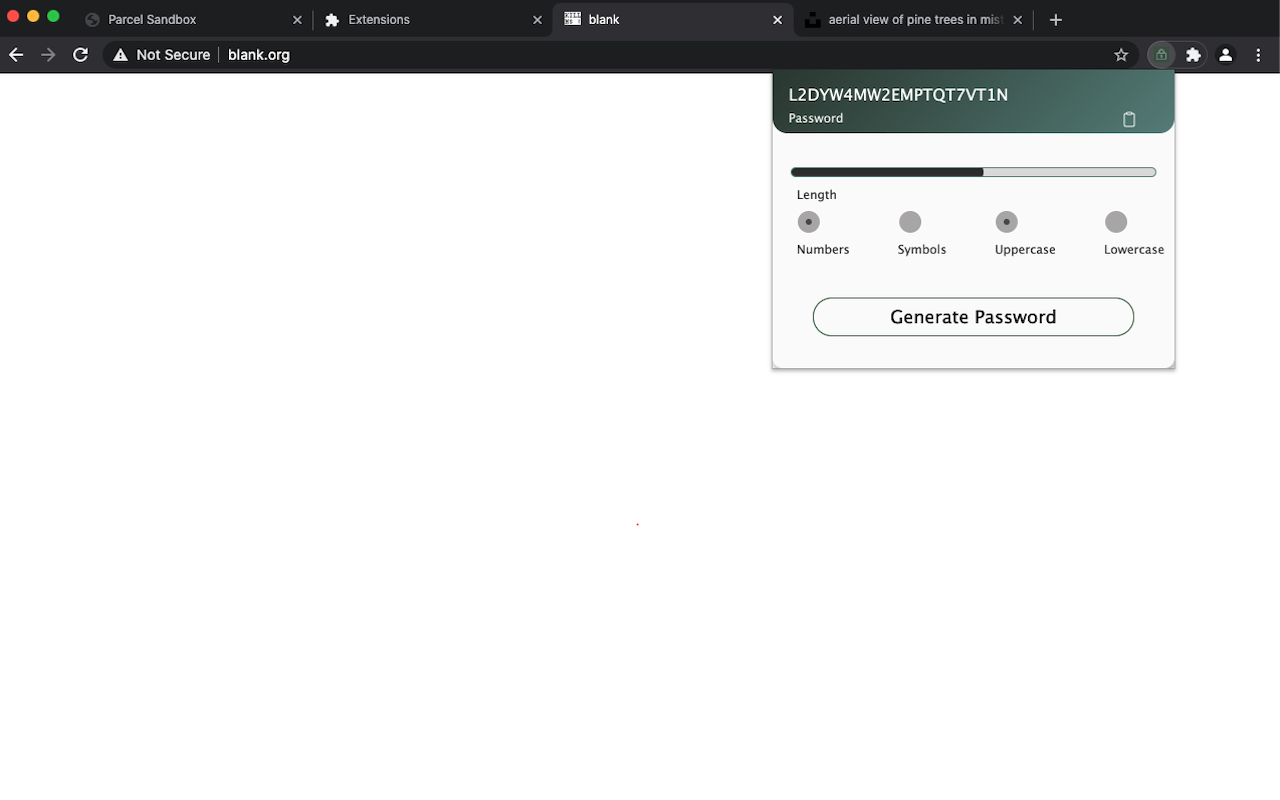 Parcel Sandbox
Extensions
blank
aerial view of pine trees in mist
Not Secure
blank.org
L2DYW4MW2EMPTQT7VT1N
Password
Length
Numbers Symbols Uppercase Lowercase
Generate Password